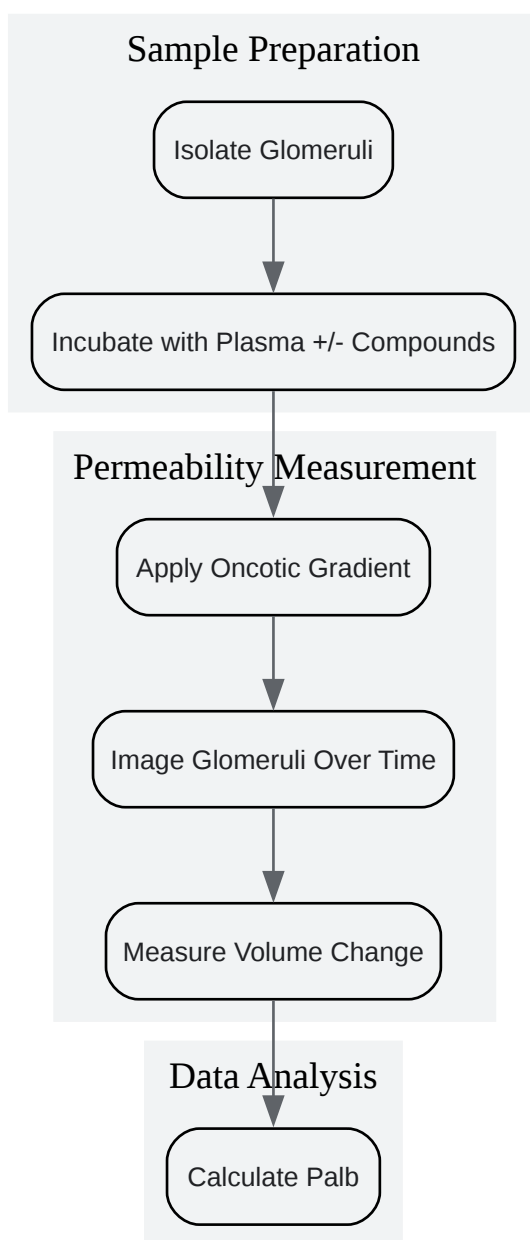 Sample Preparation
Isolate Glomeruli
Incubate with Plasma +/- Compounds
Permeability Measurement
Apply Oncotic Gradient
Image Glomeruli Over Time
Measure Volume Change
Data Analysis
Calculate Palb